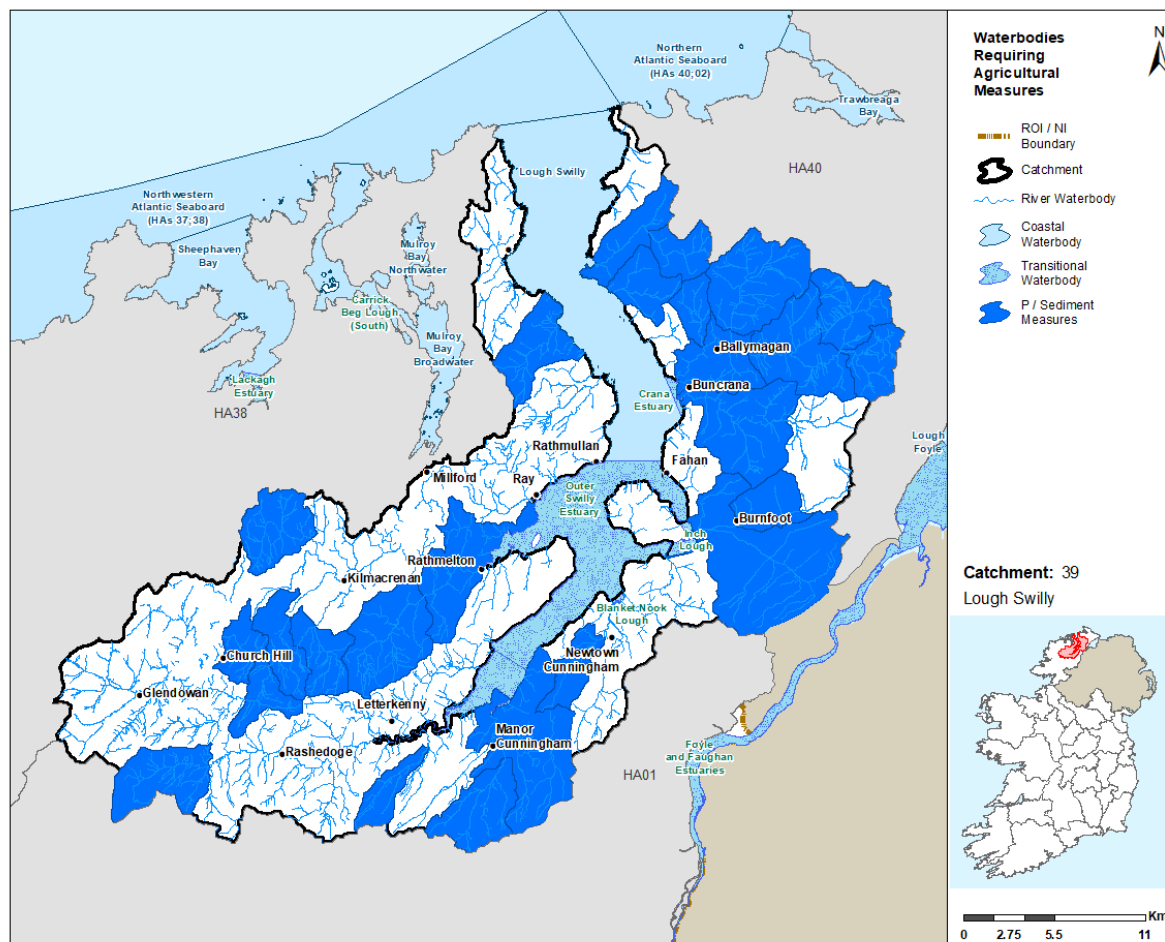 Northern
Atlantic Seaboard
(HAs 40;02)
Trawbreaga
Bay
HA40
Lough Swilly
Northwestern
Atlantic Seaboard
(HAs 37;38)
Sheephaven
Bay
Mulroy
Bay
Northwater
Carrick
Beg Lough
(South)
Mulroy
Bay
Broadwater
Lackagh
Estuary
HA38
Ballymagan
Buncrana
Crana
Estuary
Lough
Foyle
Rathmullan
Fahan
Millford
Ray
Outer
Swilly
Estuary
Burnfoot
Inch
Lough
Rathmelton
Kilmacrenan
Blanket Nook
Lough
Newtown
Cunningham
Church Hill
Glendowan
Letterkenny
Rashedoge
Manor
Cunningham
Foyle
and Faughan
Estuaries
HA01
Waterbodies
Requiring
Agricultural
Measures
N
ROI / NI
Boundary
Catchment
River Waterbody
Coastal
Waterbody
Transitional
Waterbody
P / Sediment
Measures
Catchment: 39
Lough Swilly
Km
0 2.75 5.5 11